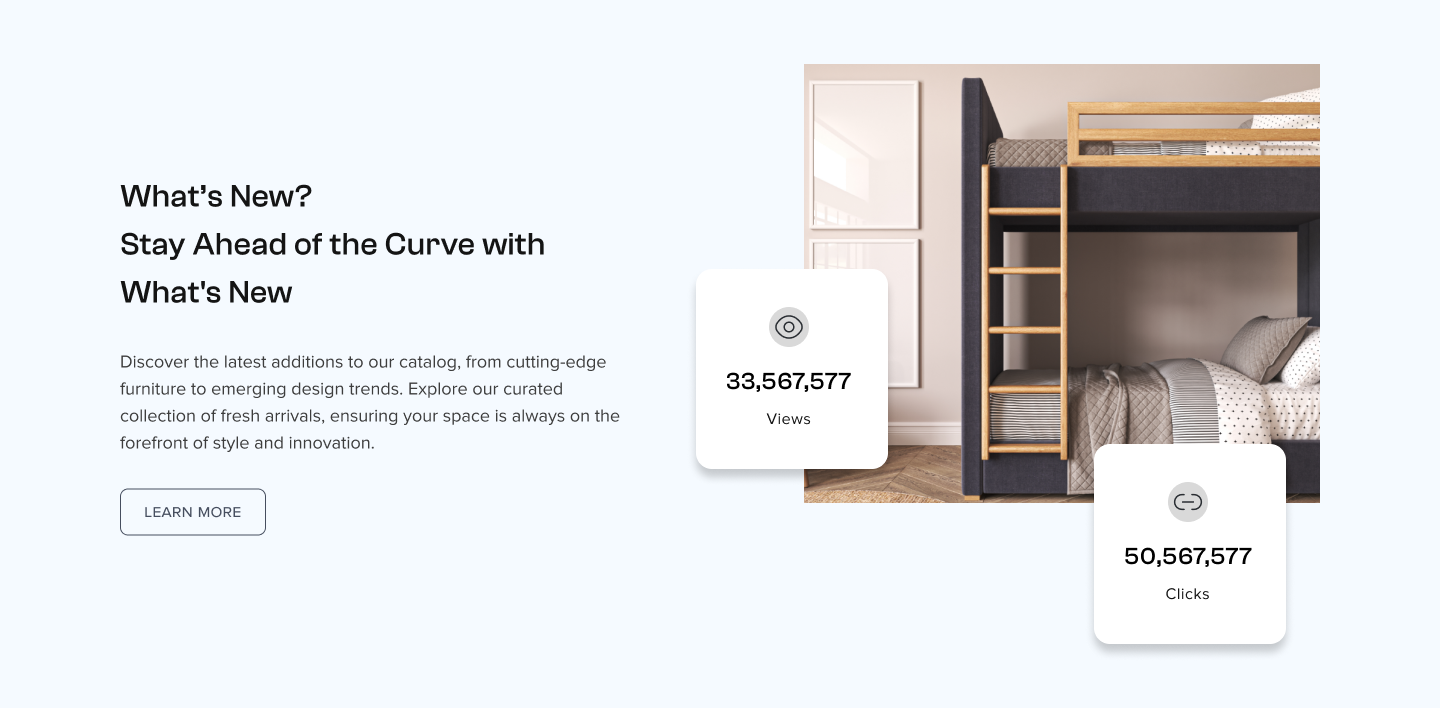 What’s New?
Stay Ahead of the Curve with
What's New
Discover the latest additions to our catalog, from cutting-edge
furniture to emerging design trends. Explore our curated
collection of fresh arrivals, ensuring your space is always on the
forefront of style and innovation.
LEARN MORE
33,567,577
Views
50,567,577
Clicks